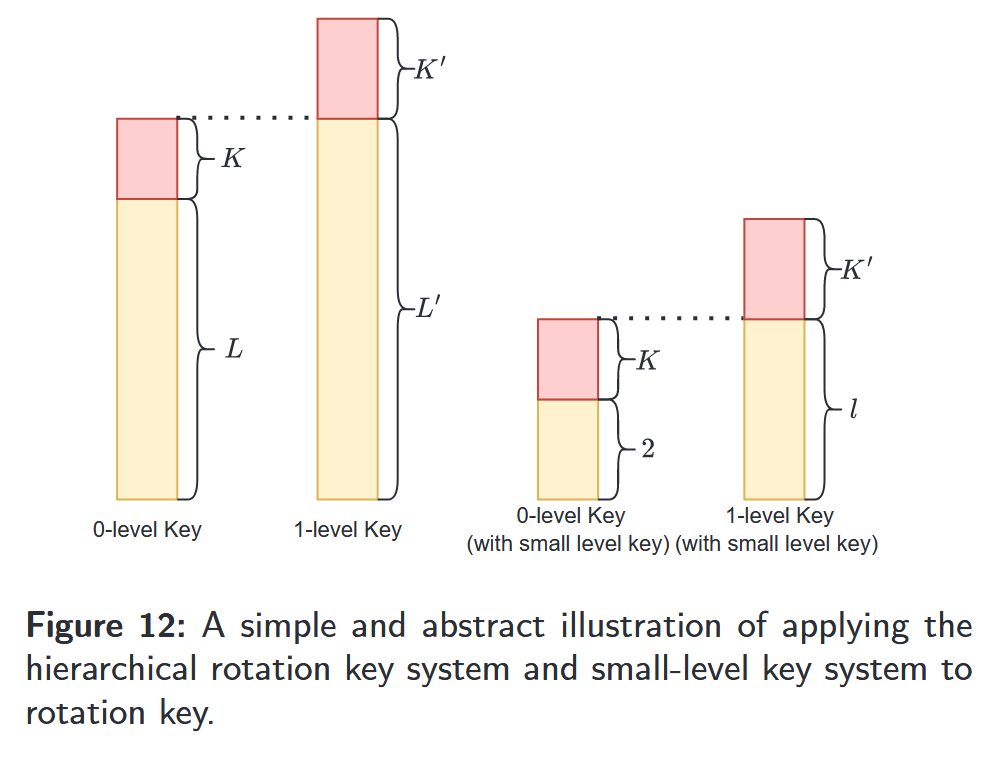 K′
K
L′
L
K′
K
l
2
0-level Key
1-level Key
0-level Key
(with small level key)
1-level Key
(with small level key)
Figure 12: A simple and abstract illustration of applying the
hierarchical rotation key system and small-level key system to
rotation key.